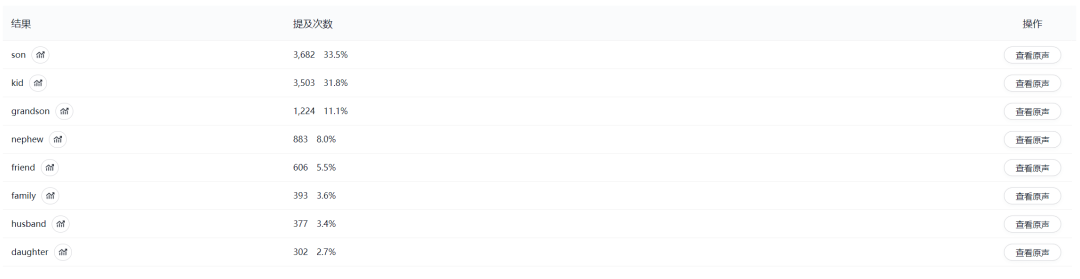 结果 提及次数 操作
son 3,682 33.5% 查看原声
kid 3,503 31.8% 查看原声
grandson 1,224 11.1% 查看原声
nephew 883 8.0% 查看原声
friend 606 5.5% 查看原声
family 393 3.6% 查看原声
husband 377 3.4% 查看原声
daughter 302 2.7% 查看原声